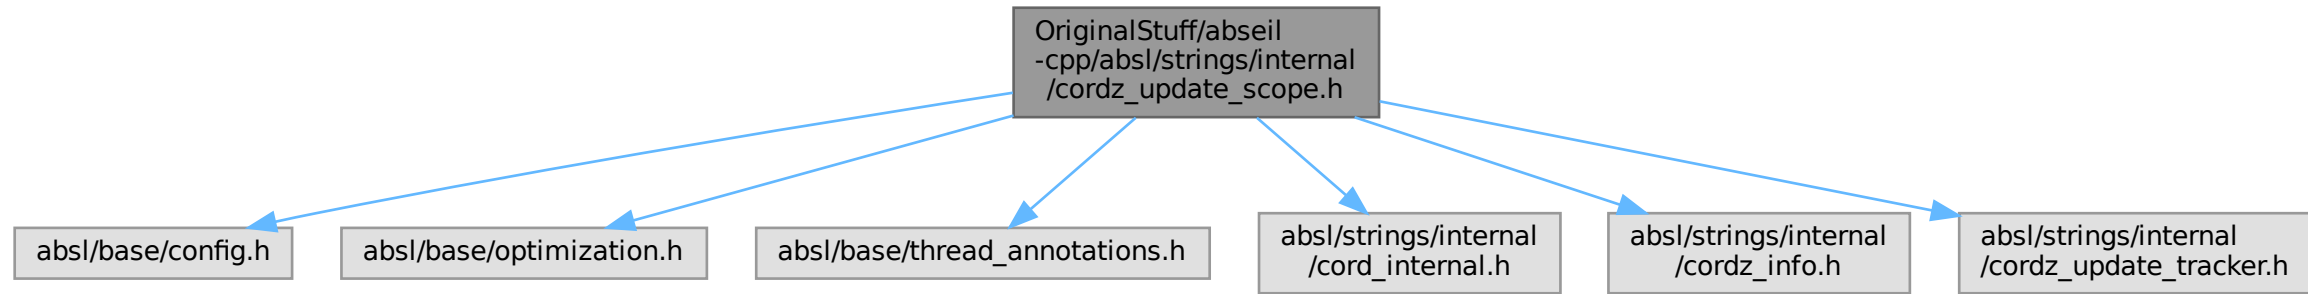 OriginalStuff/abseil
-cpp/absl/strings/internal
/cordz_update_scope.h
absl/base/config.h
absl/base/optimization.h
absl/base/thread_annotations.h
absl/strings/internal
/cord_internal.h
absl/strings/internal
/cordz_info.h
absl/strings/internal
/cordz_update_tracker.h